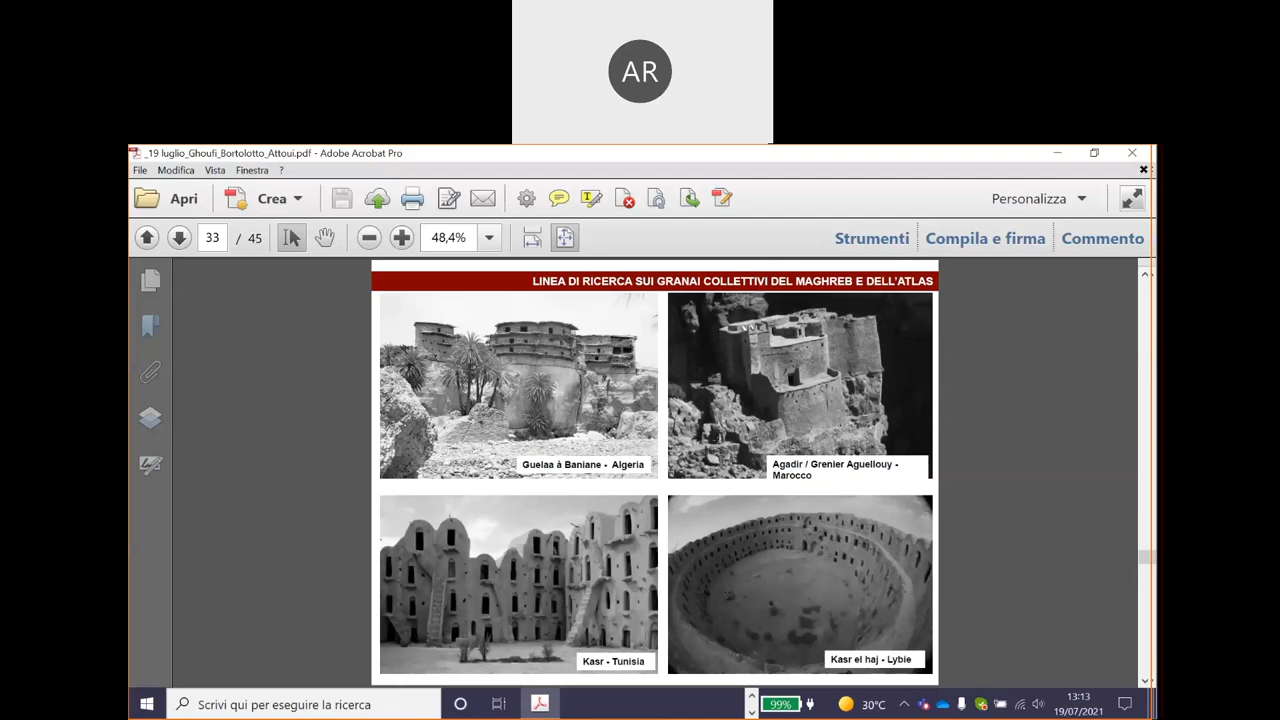 AR
_19 luglio_Ghoufi_Bortolotto_Attoui.pdf - Adobe Acrobat Pro
File Modifica Vista Finestra ?
Apri Crea Personalizza
33 / 45 48,4% Strumenti Compila e firma Commento
LINEA DI RICERCA SUI GRANAI COLLETTIVI DEL MAGHREB E DELL'ATLAS
Guelaa à Baniane - Algeria
Agadir / Grenier Aguellouy -
Marocco
Kasr - Tunisia
Kasr el haj - Lybie
Scrivi qui per eseguire la ricerca
99% 30°C
13:13
19/07/2021